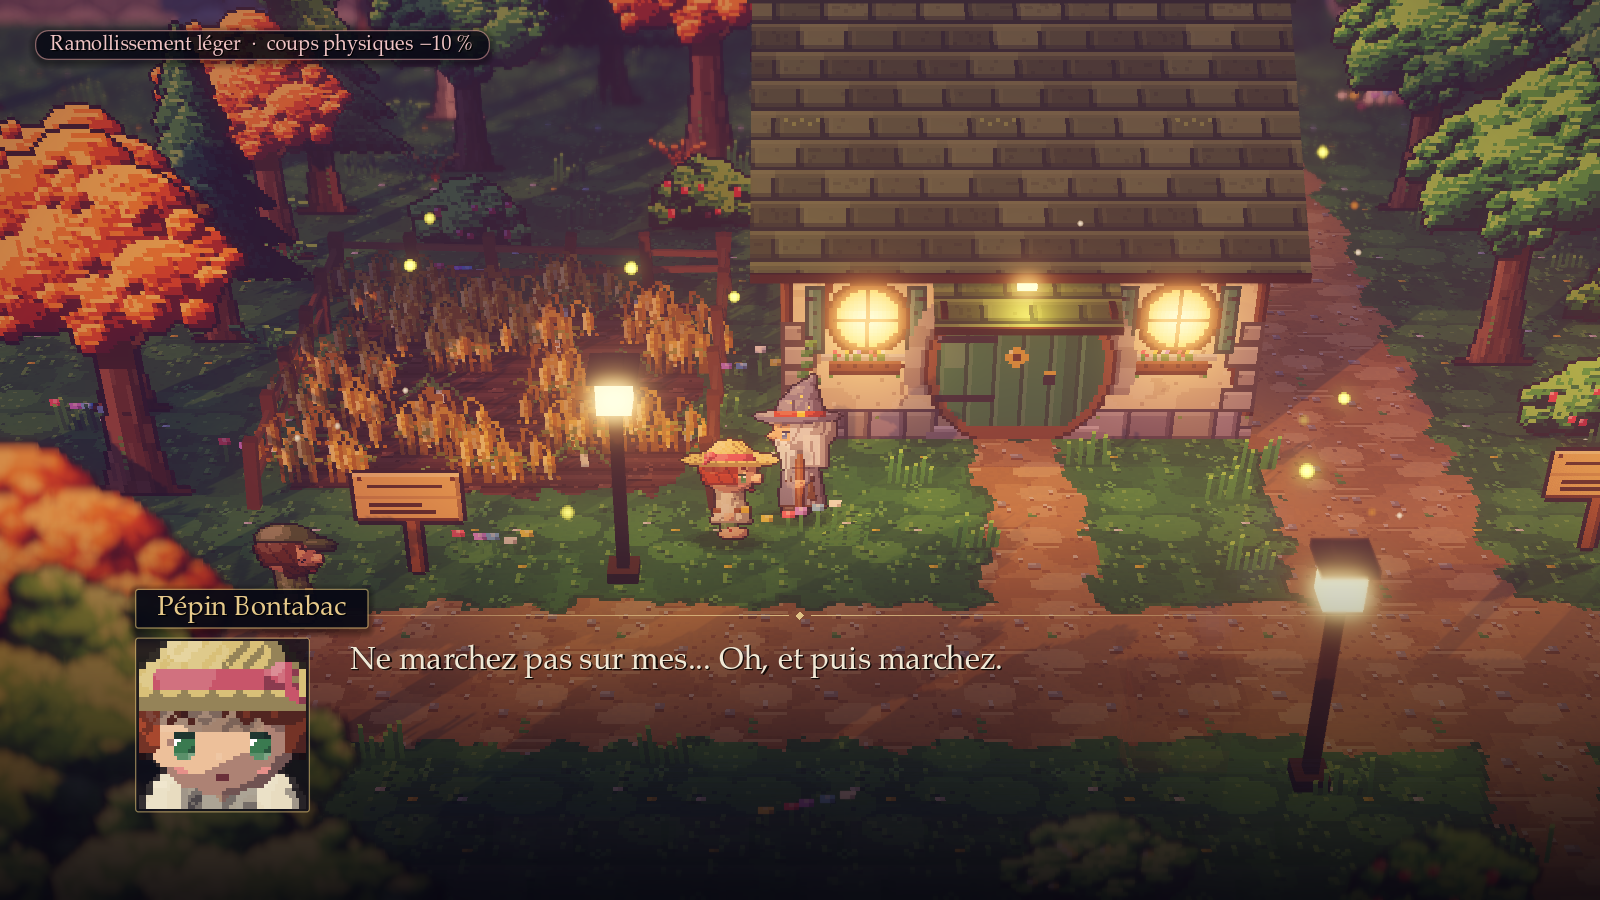 Ramollissement léger · coups physiques −10 %
Pépin Bontabac
Ne marchez pas sur mes... Oh, et puis marchez.